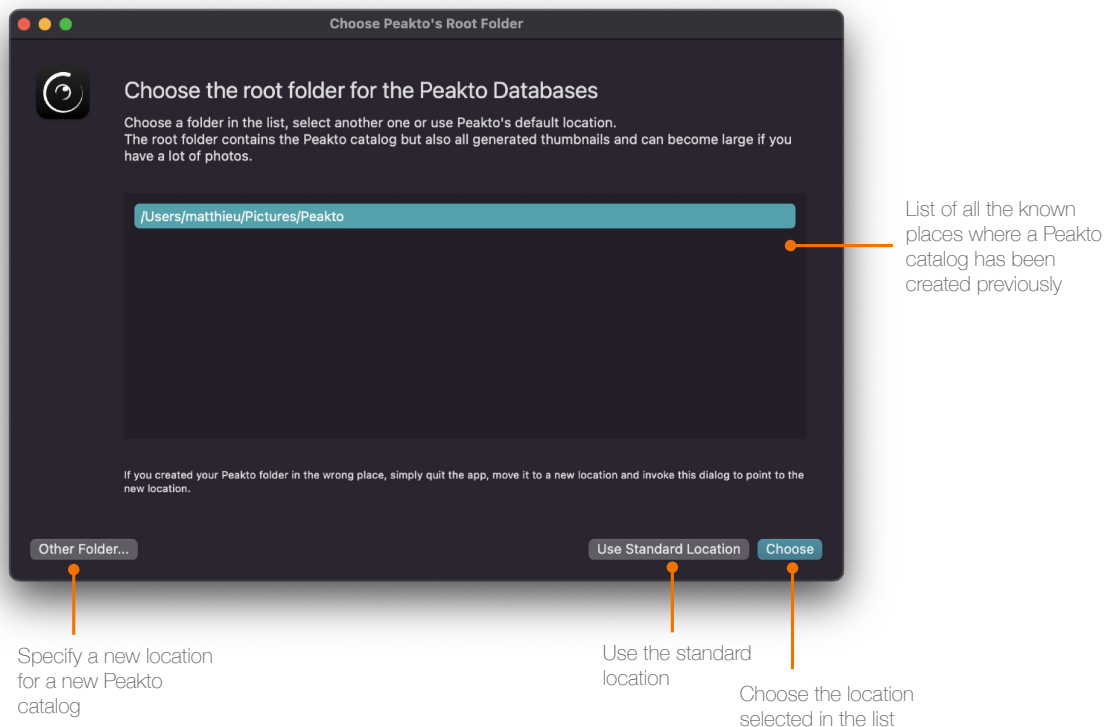 Choose Peakto's Root Folder
Choose the root folder for the Peakto Databases
Choose a folder in the list, select another one or use Peakto's default location.
The root folder contains the Peakto catalog but also all generated thumbnails and can become large if you
have a lot of photos.
/Users/matthieu/Pictures/Peakto
List of all the known
places where a Peakto
catalog has been
created previously
If you created your Peakto folder in the wrong place, simply quit the app, move it to a new location and invoke this dialog to point to the
new location.
Other Folder...
Use Standard Location
Choose
Specify a new location
for a new Peakto
catalog
Use the standard
location
Choose the location
selected in the list